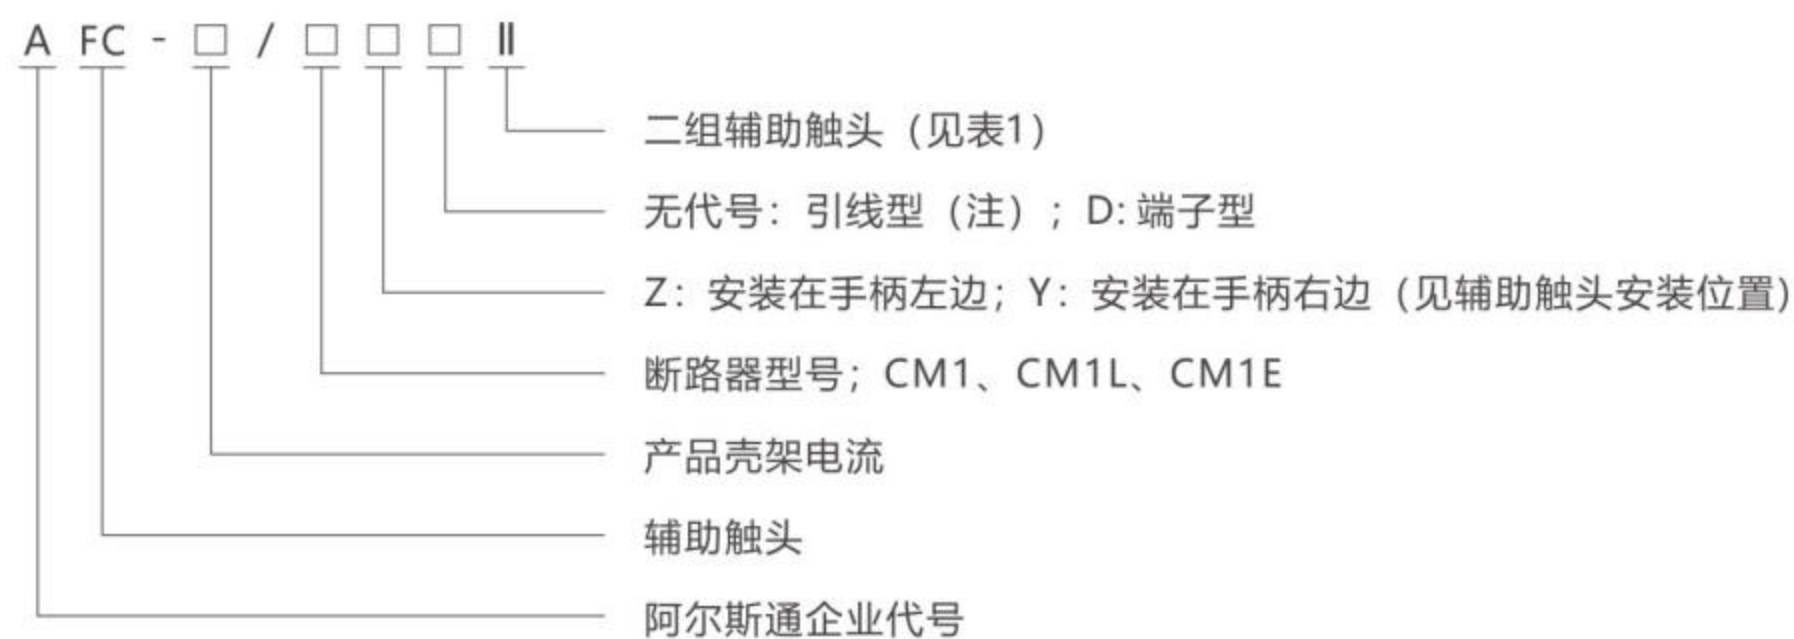 A FC - □ / □ □ □ Ⅱ
二组辅助触头（见表1）
无代号：引线型（注）；D: 端子型
Z：安装在手柄左边；Y：安装在手柄右边（见辅助触头安装位置）
断路器型号；CM1、CM1L、CM1E
产品壳架电流
辅助触头
阿尔斯通企业代号